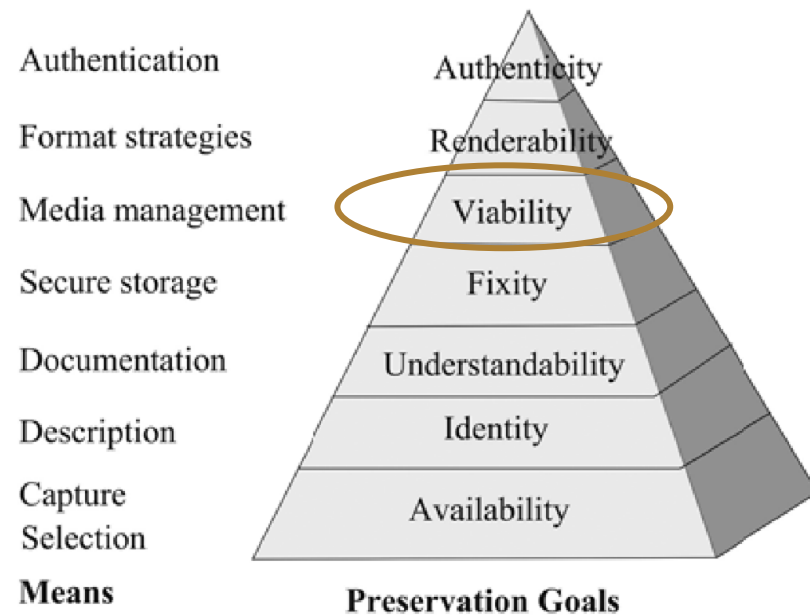 Authentication Authenticity
Format strategies Renderability
Media management Viability
Secure storage Fixity
Documentation Understandability
Description Identity
Capture
Selection Availability
Means Preservation Goals